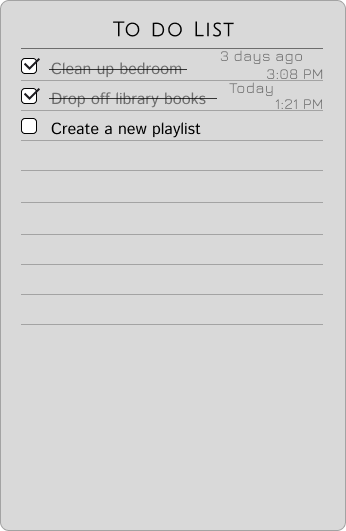 To do List
Clean up bedroom 3 days ago
3:08 PM
Drop off library books Today
1:21 PM
Create a new playlist